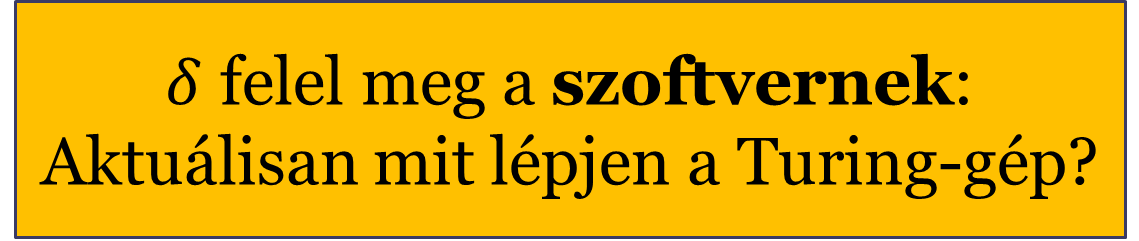 δ felel meg a szoftvernek:
Aktuálisan mit lépjen a Turing-gép?